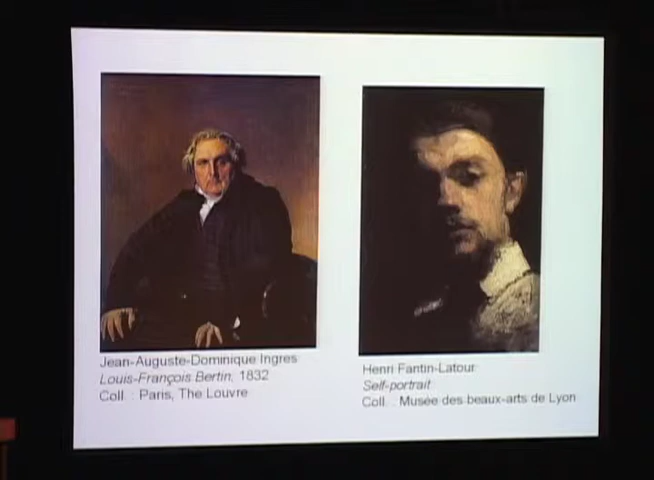 Jean-Auguste-Dominique Ingres
Louis-François Bertin, 1832
Coll. : Paris, The Louvre
Henri Fantin-Latour
Self-portrait
Coll. : Musée des beaux-arts de Lyon